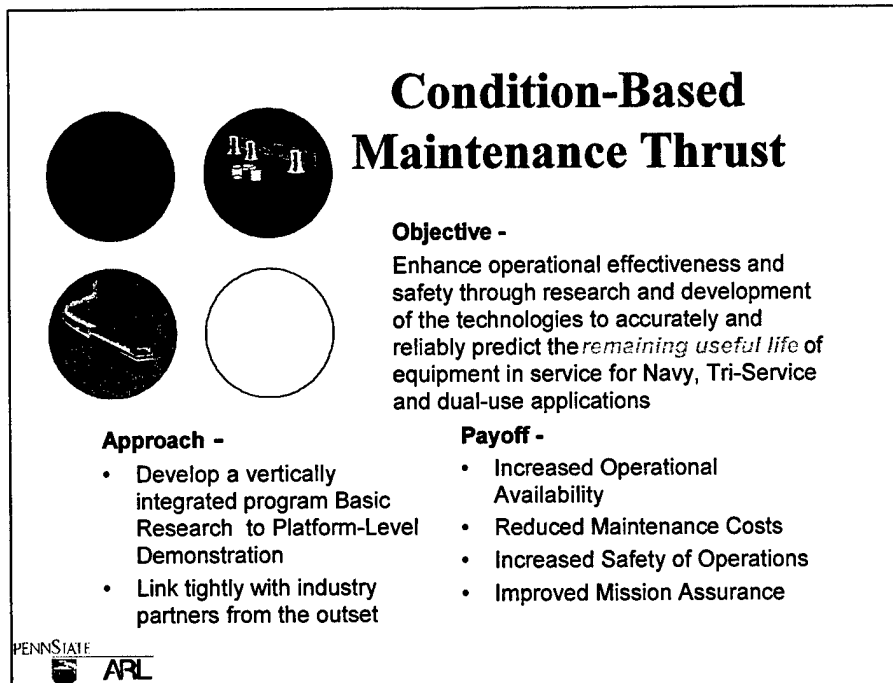 Condition-Based
Maintenance Thrust
Objective -
Enhance operational effectiveness and
safety through research and development
of the technologies to accurately and
reliably predict the remaining useful life of
equipment in service for Navy, Tri-Service
and dual-use applications
Approach -
• Develop a vertically
integrated program Basic
Research to Platform-Level
Demonstration
• Link tightly with industry
partners from the outset
Payoff -
• Increased Operational
Availability
• Reduced Maintenance Costs
• Increased Safety of Operations
• Improved Mission Assurance
PENNSTATE
ARL